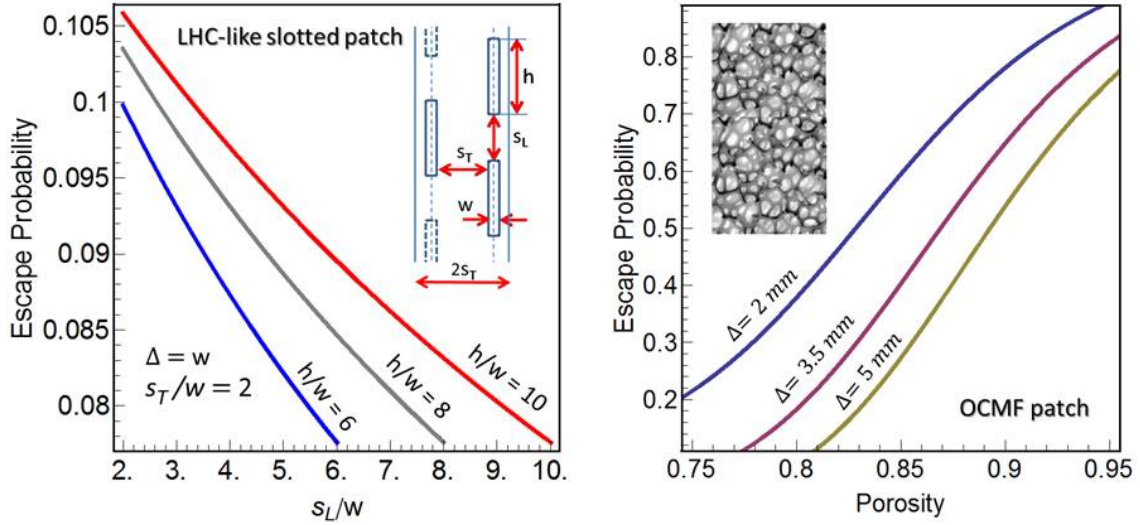 LHC-like slotted patch
Escape Probability
0.105
0.1
0.095
0.09
0.085
0.08
h
s_L
s_T
w
2s_T
Δ = w
s_T/w = 2
h/w = 6
h/w = 8
h/w = 10
2. 3. 4. 5. 6. 7. 8. 9. 10.
s_L/w
Escape Probability
0.8
0.7
0.6
0.5
0.4
0.3
0.2
Δ= 2 mm
Δ= 3.5 mm
Δ= 5 mm
OCMF patch
0.75 0.8 0.85 0.9 0.95
Porosity